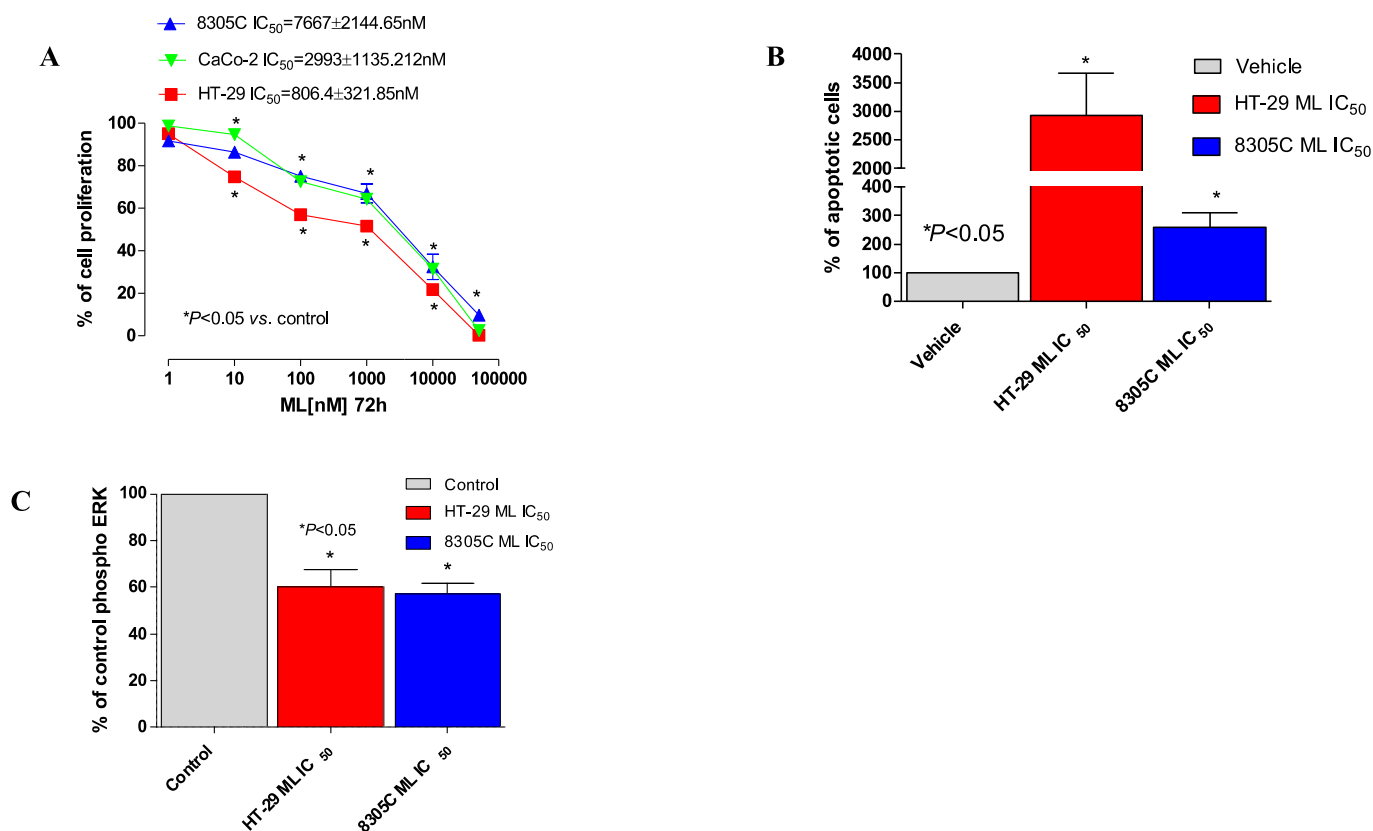 A
8305C IC50=7667±2144.65nM
CaCo-2 IC50=2993±1135.212nM
HT-29 IC50=806.4±321.85nM
% of cell proliferation
100
80
60
40
20
0
* * * * *
* * * *
*P<0.05 vs. control
1 10 100 1000 10000 100000
ML[nM] 72h
B
% of apoptotic cells
4000
3500
3000
2500
2000
400
300
200
100
0
*
*
*P<0.05
Vehicle
HT-29 ML IC50
8305C ML IC50
Vehicle
HT-29 ML IC 50
8305C ML IC 50
C
% of control phospho ERK
100
80
60
40
20
0
*P<0.05
*
*
Control
HT-29 ML IC50
8305C ML IC50
Control
HT-29 ML IC 50
8305C ML IC 50